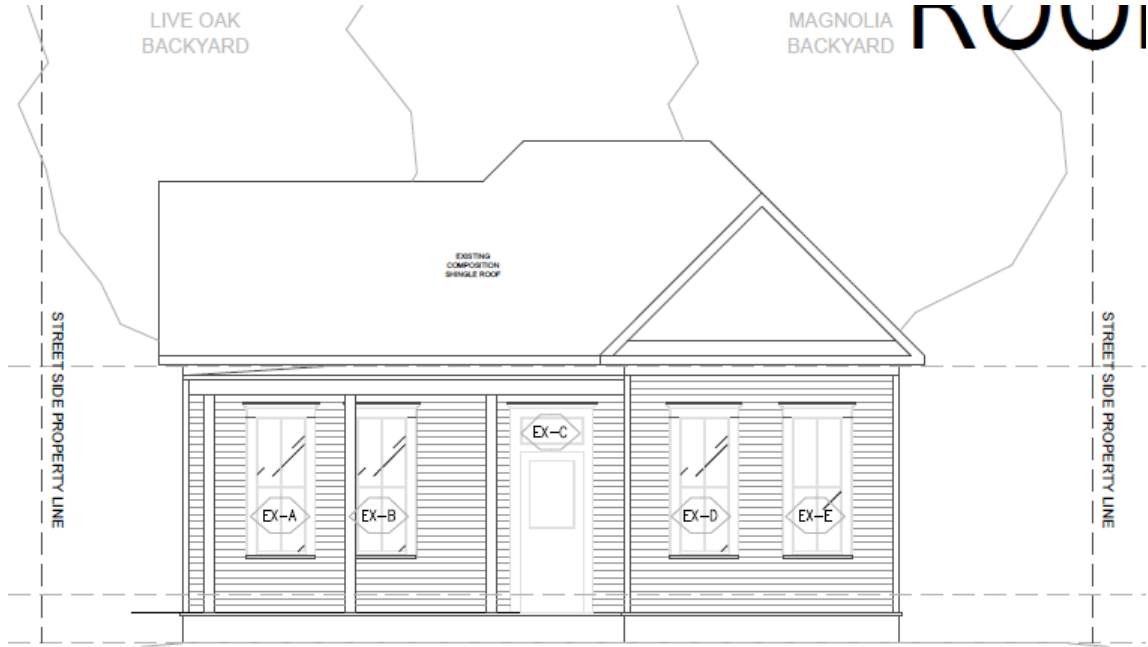 LIVE OAK
BACKYARD
MAGNOLIA
BACKYARD
EXISTING
COMPOSITION
SHINGLE ROOF
STREET SIDE PROPERTY LINE
STREET SIDE PROPERTY LINE
EX-C
EX-A
EX-B
EX-D
EX-E